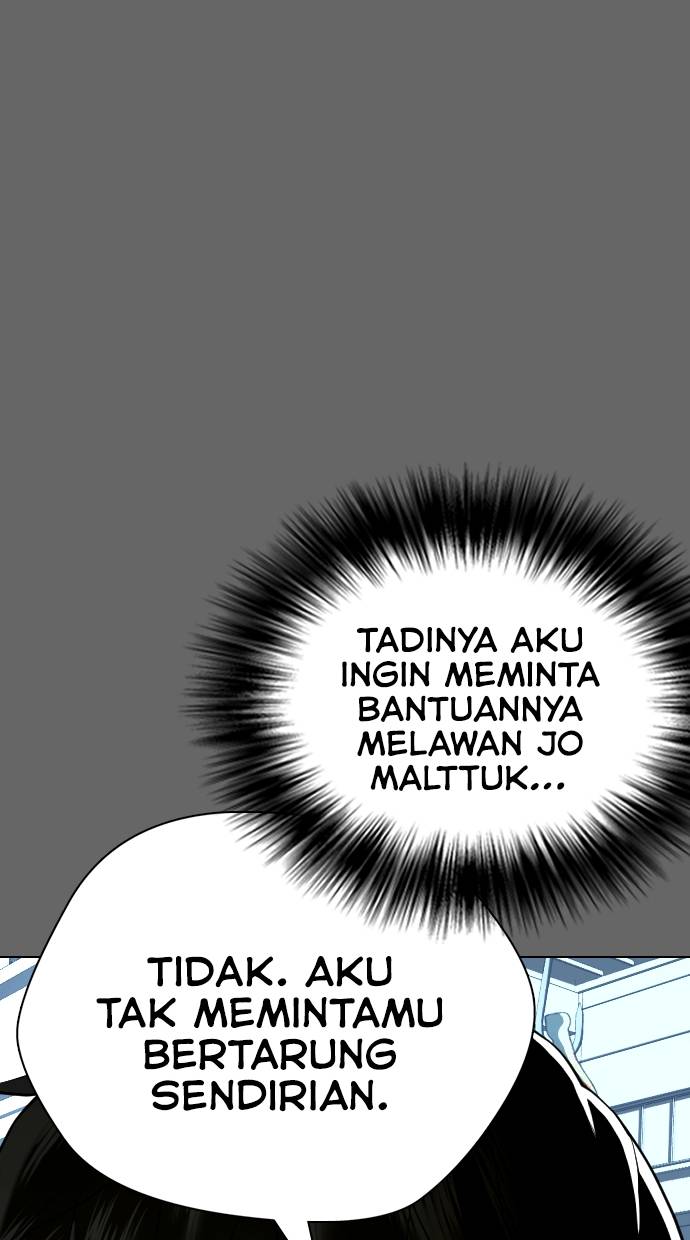 TADINYA AKU
INGIN MEMINTA
BANTUANNYA
MELAWAN JO
MALTTUK...
TIDAK. AKU
TAK MEMINTAMU
BERTARUNG
SENDIRIAN.